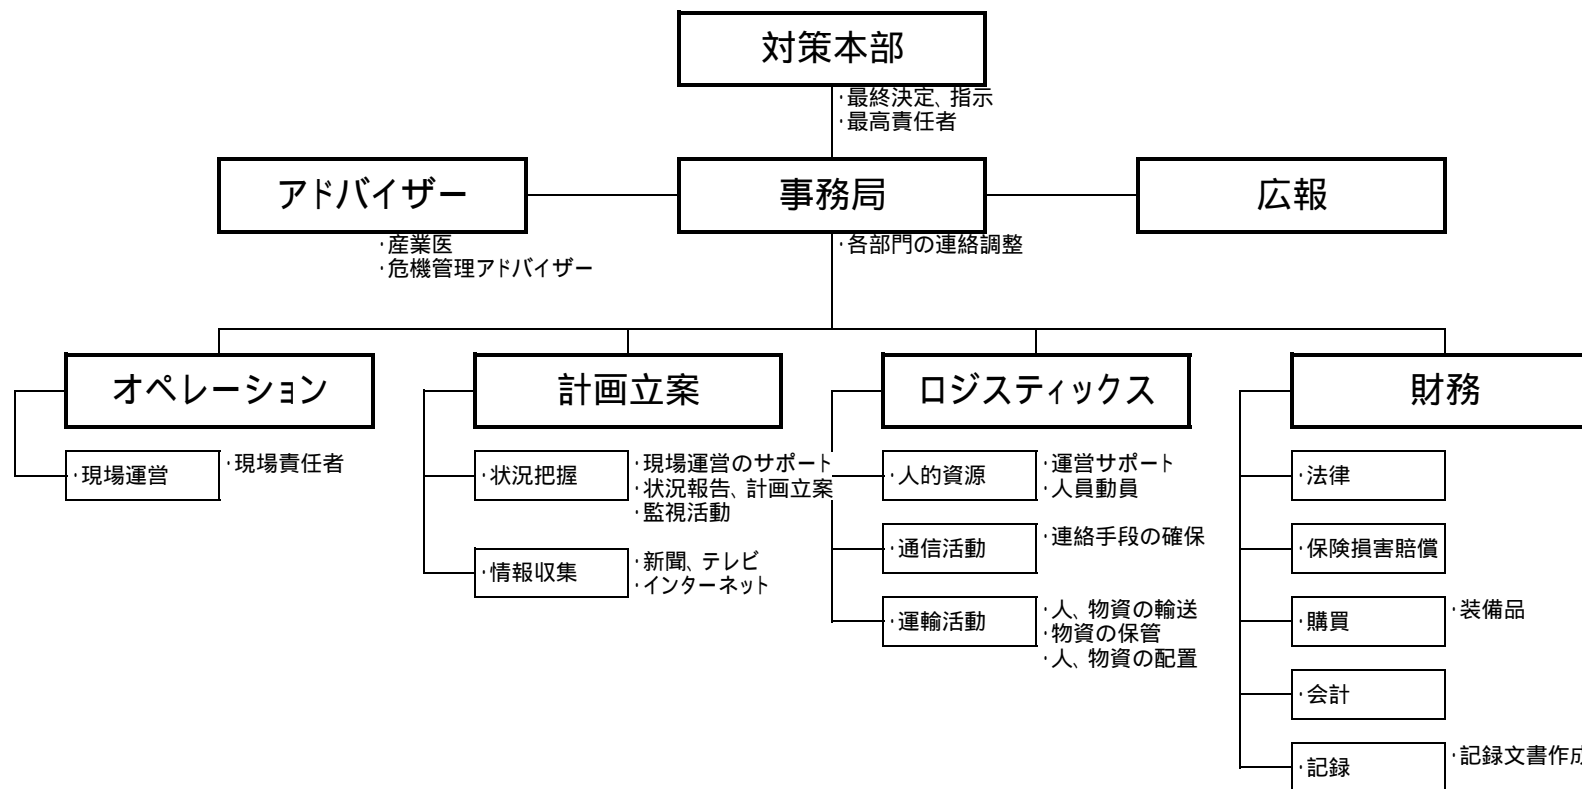 対策本部
・最終決定、指示
・最高責任者
アドバイザー
事務局
広報
・産業医
・危機管理アドバイザー
・各部門の連絡調整
オペレーション
計画立案
ロジスティックス
財務
・現場運営
・現場責任者
・状況把握
・現場運営のサポート
・状況報告、計画立案
・監視活動
・情報収集
・新聞、テレビ
・インターネット
・人的資源
・運営サポート
・人員動員
・通信活動
・連絡手段の確保
・運輸活動
・人、物資の輸送
・物資の保管
・人、物資の配置
・法律
・保険損害賠償
・購買
・装備品
・会計
・記録
・記録文書作成